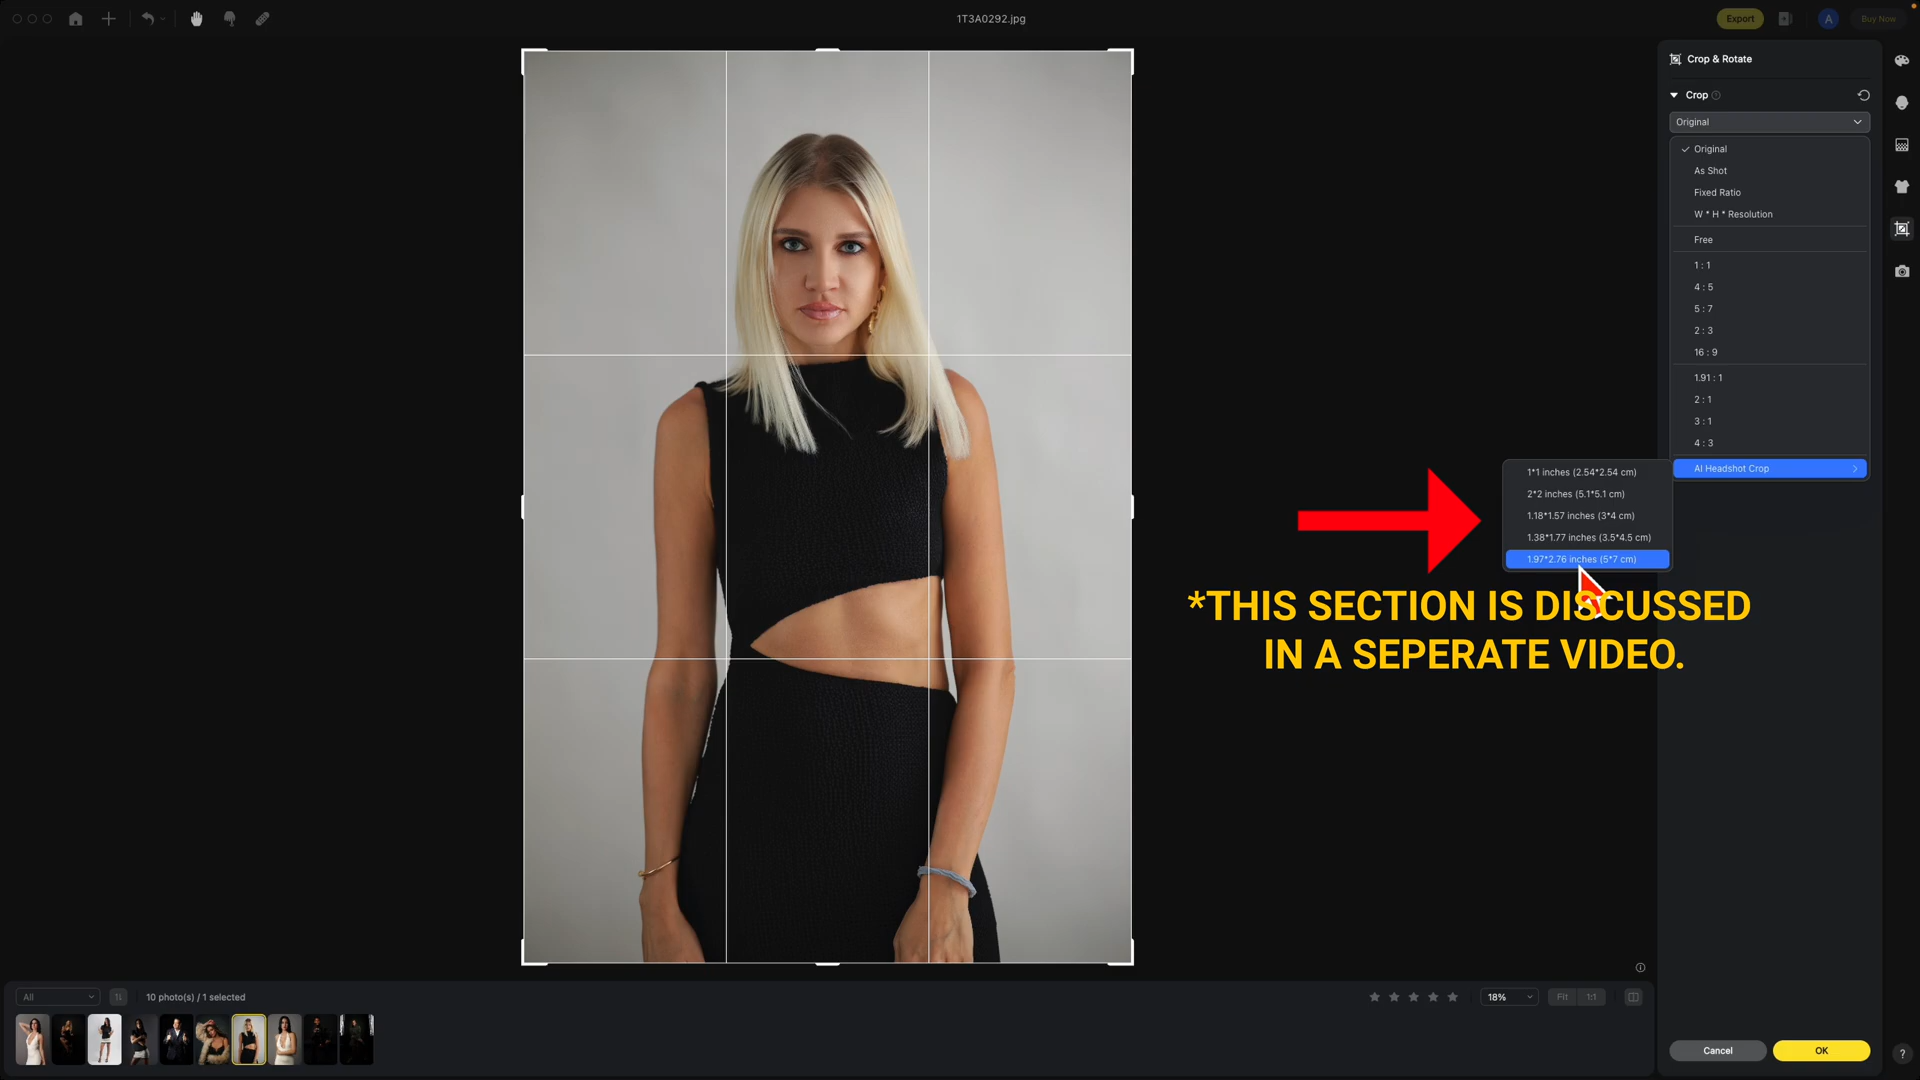 1T3A0292.jpg
Export
A
Buy Now
Crop & Rotate
Crop
Original
Original
As Shot
Fixed Ratio
W * H * Resolution
Free
1 : 1
4 : 5
5 : 7
2 : 3
16 : 9
1.91 : 1
2 : 1
3 : 1
4 : 3
AI Headshot Crop
1*1 inches (2.54*2.54 cm)
2*2 inches (5.1*5.1 cm)
1.18*1.57 inches (3*4 cm)
1.38*1.77 inches (3.5*4.5 cm)
1.97*2.76 inches (5*7 cm)
*THIS SECTION IS DISCUSSED
IN A SEPERATE VIDEO.
All
10 photo(s) / 1 selected
18%
Fit
1:1
Cancel
OK
?